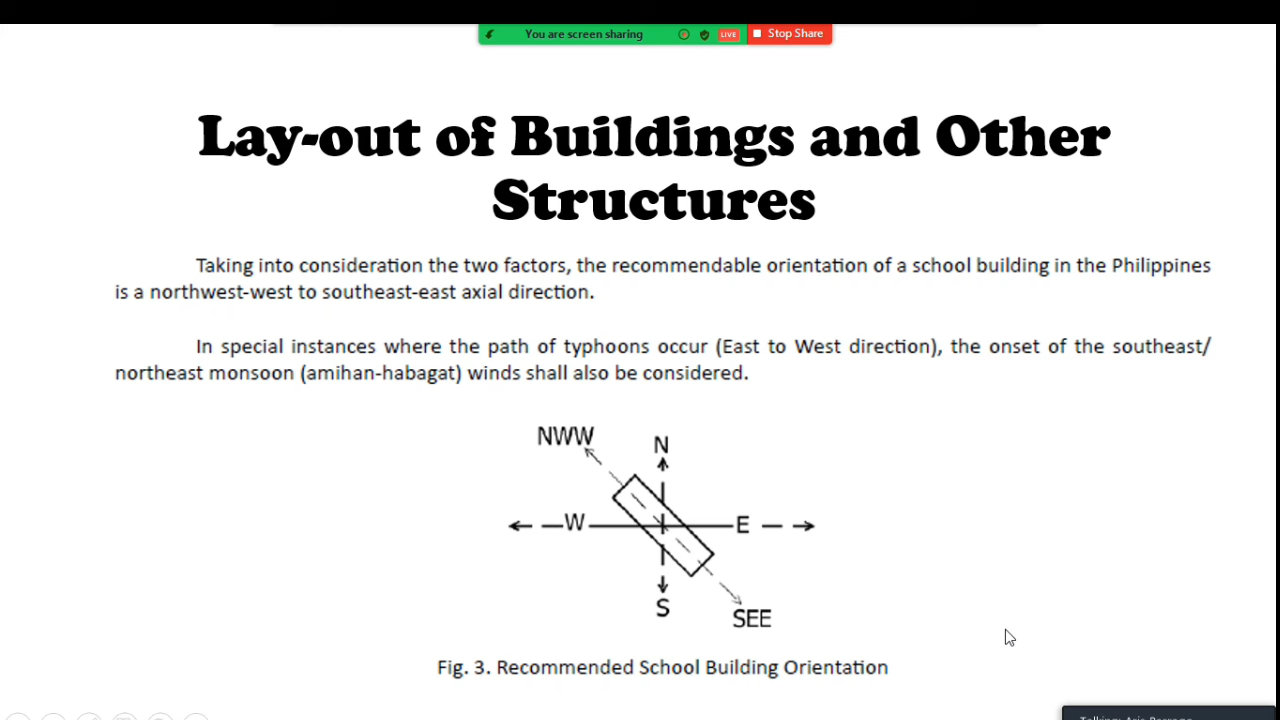 You are screen sharing
LIVE
Stop Share
Lay-out of Buildings and Other
Structures
Taking into consideration the two factors, the recommendable orientation of a school building in the Philippines
is a northwest-west to southeast-east axial direction.
In special instances where the path of typhoons occur (East to West direction), the onset of the southeast/
northeast monsoon (amihan-habagat) winds shall also be considered.
NWW
N
W
E
S
SEE
Fig. 3. Recommended School Building Orientation